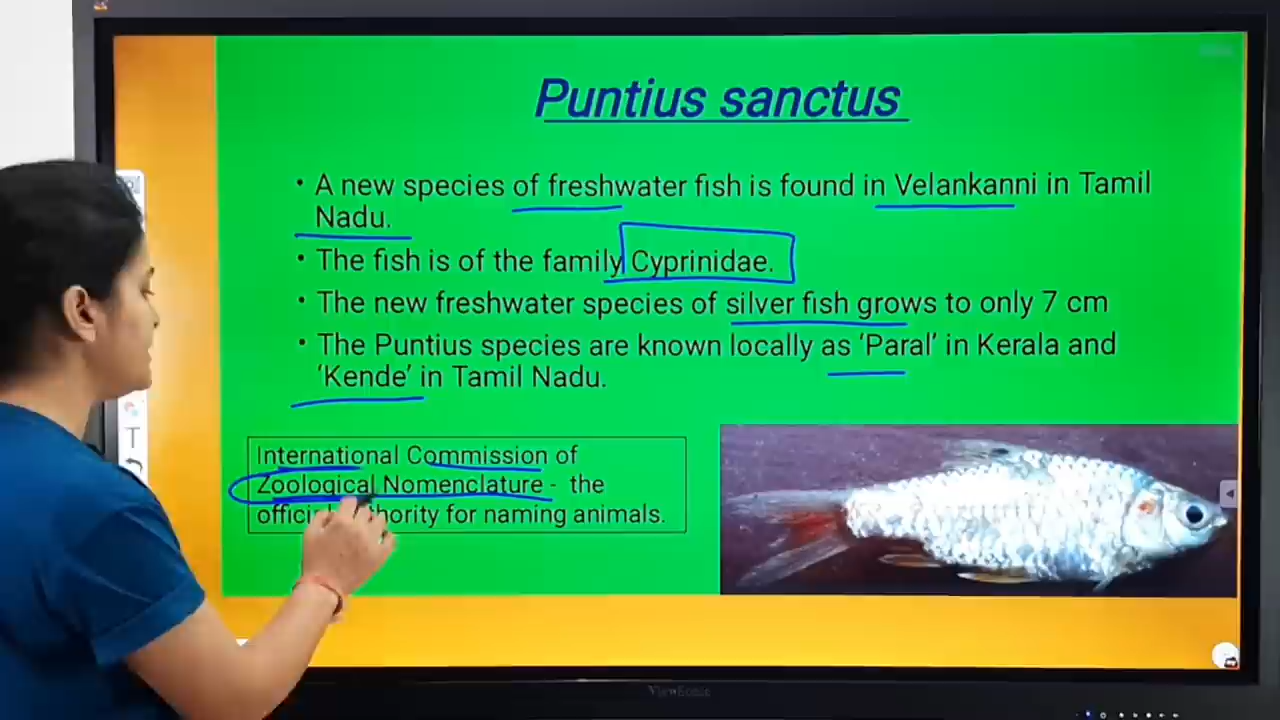 Puntius sanctus
• A new species of freshwater fish is found in Velankanni in Tamil
Nadu.
• The fish is of the family Cyprinidae.
• The new freshwater species of silver fish grows to only 7 cm
• The Puntius species are known locally as ‘Paral’ in Kerala and
‘Kende’ in Tamil Nadu.
International Commission of
Zoological Nomenclature - the
for naming animals.
T
ViewSonic